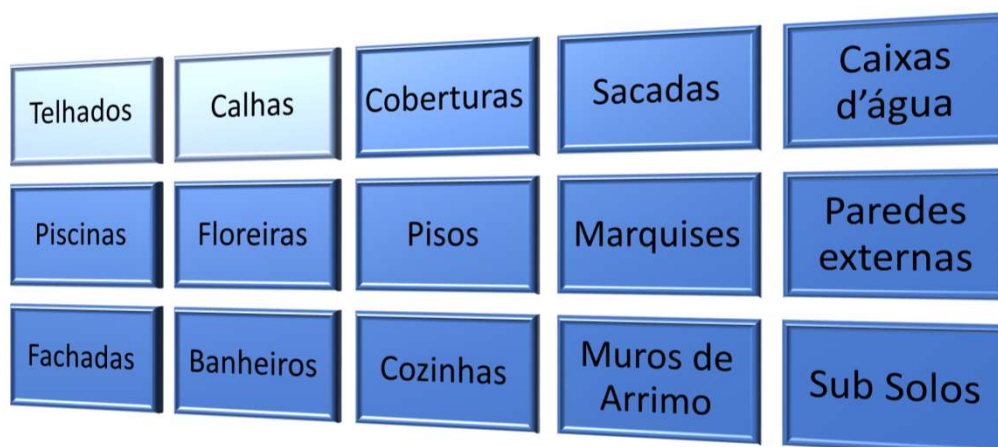 Telhados
Calhas
Coberturas
Sacadas
Caixas
d’água
Piscinas
Floreiras
Pisos
Marquises
Paredes
externas
Fachadas
Banheiros
Cozinhas
Muros de
Arrimo
Sub Solos